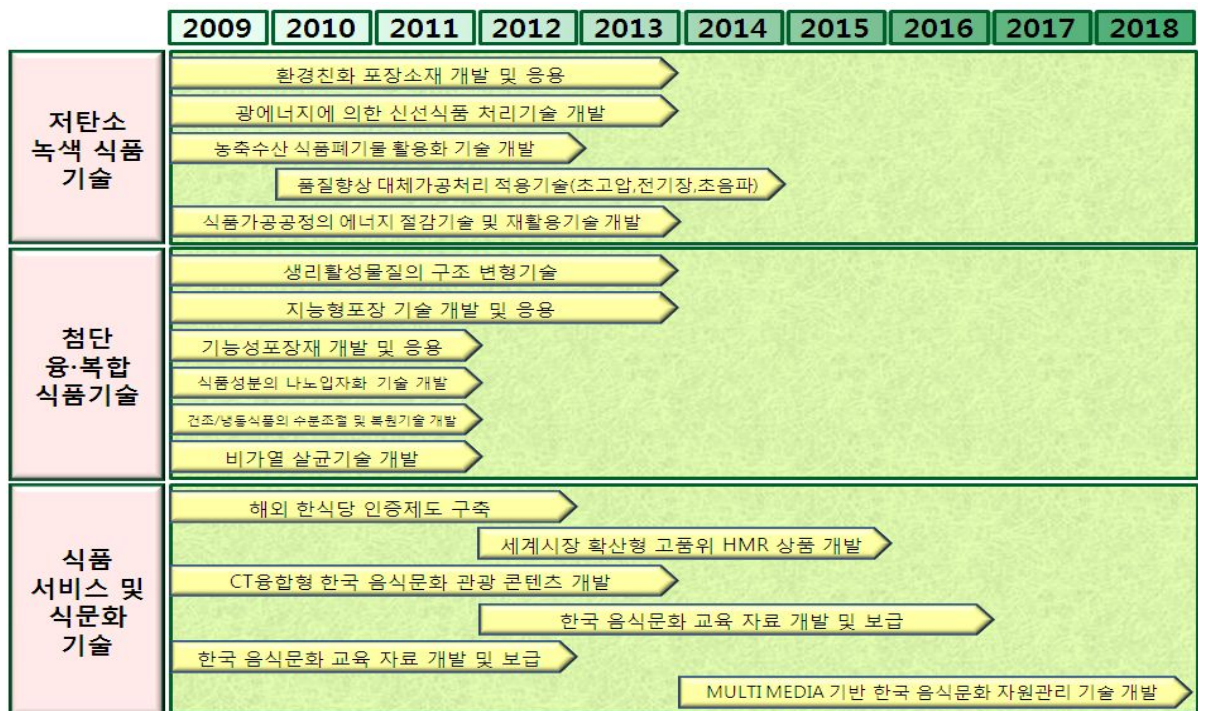 2009 2010 2011 2012 2013 2014 2015 2016 2017 2018
저탄소
녹색 식품
기술
환경친화 포장소재 개발 및 응용
광에너지에 의한 신선식품 처리기술 개발
농축수산 식품폐기물 활용화 기술 개발
품질향상 대체가공처리 적용기술(초고압,전기장,초음파)
식품가공공정의 에너지 절감기술 및 재활용기술 개발
첨단
융·복합
식품기술
생리활성물질의 구조 변형기술
지능형포장 기술 개발 및 응용
기능성포장재 개발 및 응용
식품성분의 나노입자화 기술 개발
건조/냉동식품의 수분조절 및 복원기술 개발
비가열 살균기술 개발
식품
서비스 및
식문화
기술
해외 한식당 인증제도 구축
세계시장 확산형 고품위 HMR 상품 개발
CT융합형 한국 음식문화 관광 콘텐츠 개발
한국 음식문화 교육 자료 개발 및 보급
한국 음식문화 교육 자료 개발 및 보급
MULTI MEDIA 기반 한국 음식문화 자원관리 기술 개발